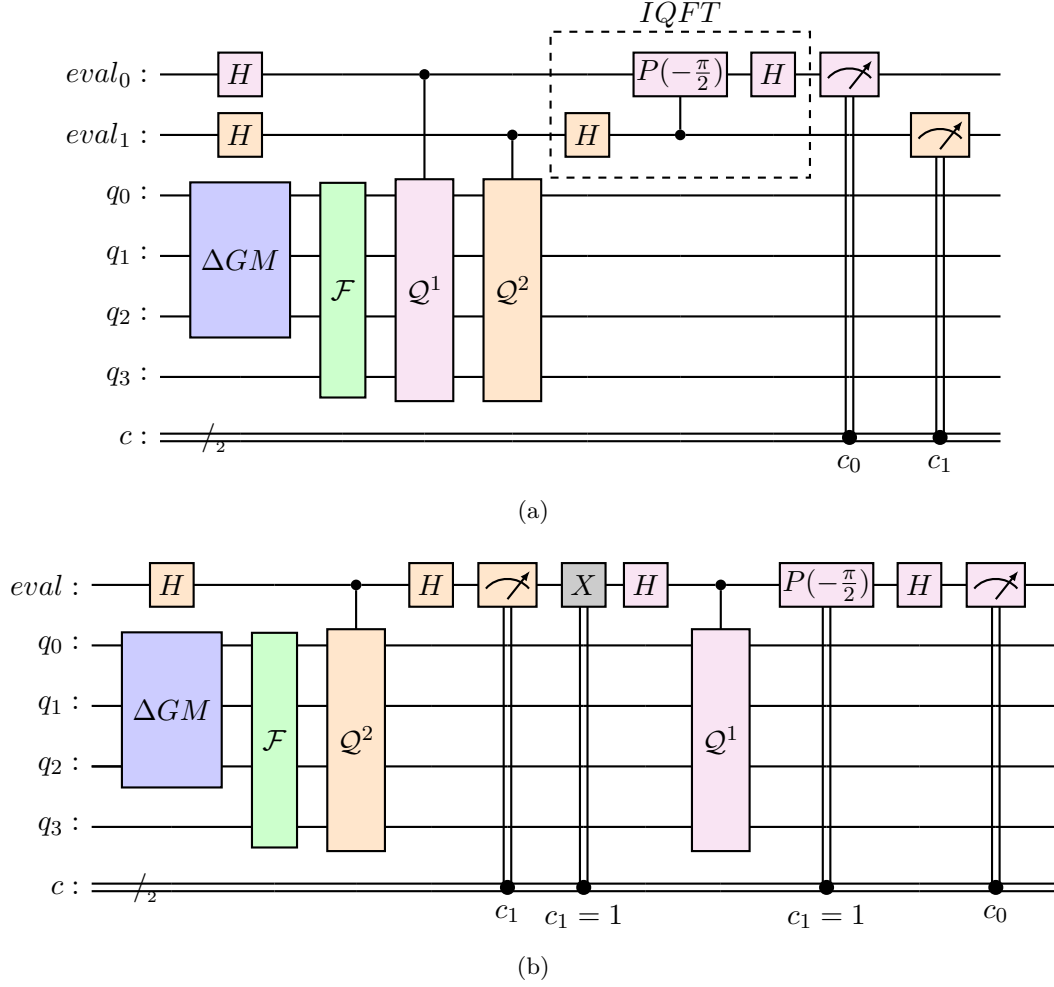 IQFT
eval₀ : H P(−π/2) H
eval₁ : H H
q₀ :
q₁ : ΔGM
q₂ : 𝓕 𝒬¹ 𝒬²
q₃ :
c : 2
c₀ c₁
(a)
eval : H H X H P(−π/2) H
q₀ :
q₁ : ΔGM
q₂ : 𝓕 𝒬² 𝒬¹
q₃ :
c : 2
c₁ c₁ = 1 c₁ = 1 c₀
(b)